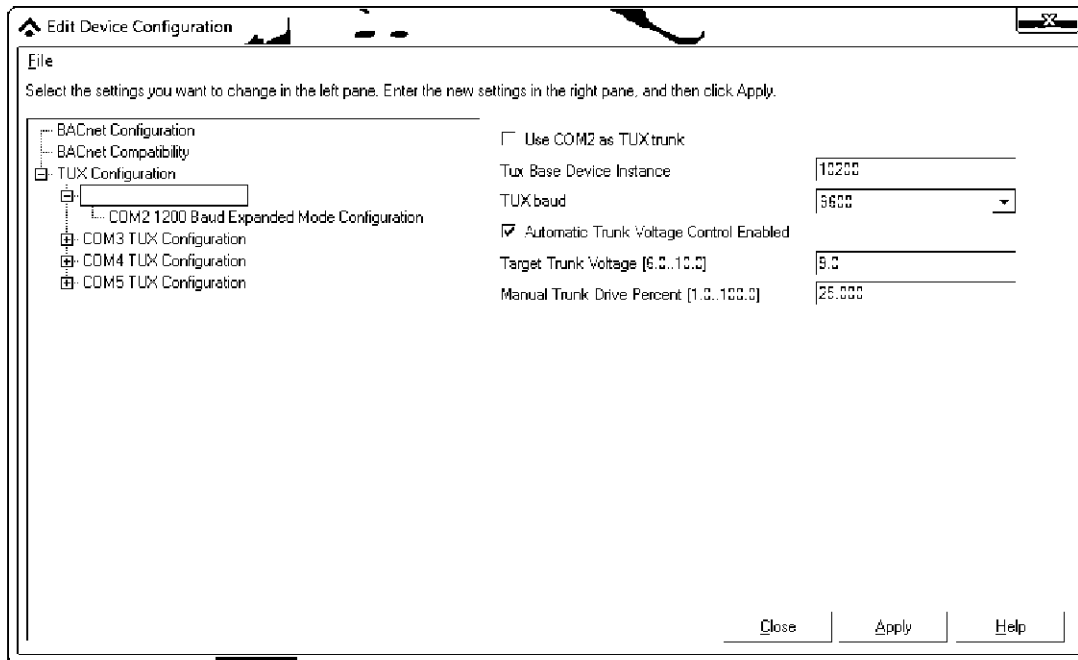 Edit Device Configuration
X
File
Select the settings you want to change in the left pane. Enter the new settings in the right pane, and then click Apply.
BACnet Configuration
BACnet Compatibility
TUX Configuration
COM2 1200 Baud Expanded Mode Configuration
COM3 TUX Configuration
COM4 TUX Configuration
COM5 TUX Configuration
Use COM2 as TUX trunk
Tux Base Device Instance 10200
TUX baud 9600
Automatic Trunk Voltage Control Enabled
Target Trunk Voltage [6.0..10.0] 9.0
Manual Trunk Drive Percent [1.0..100.0] 25.000
Close Apply Help